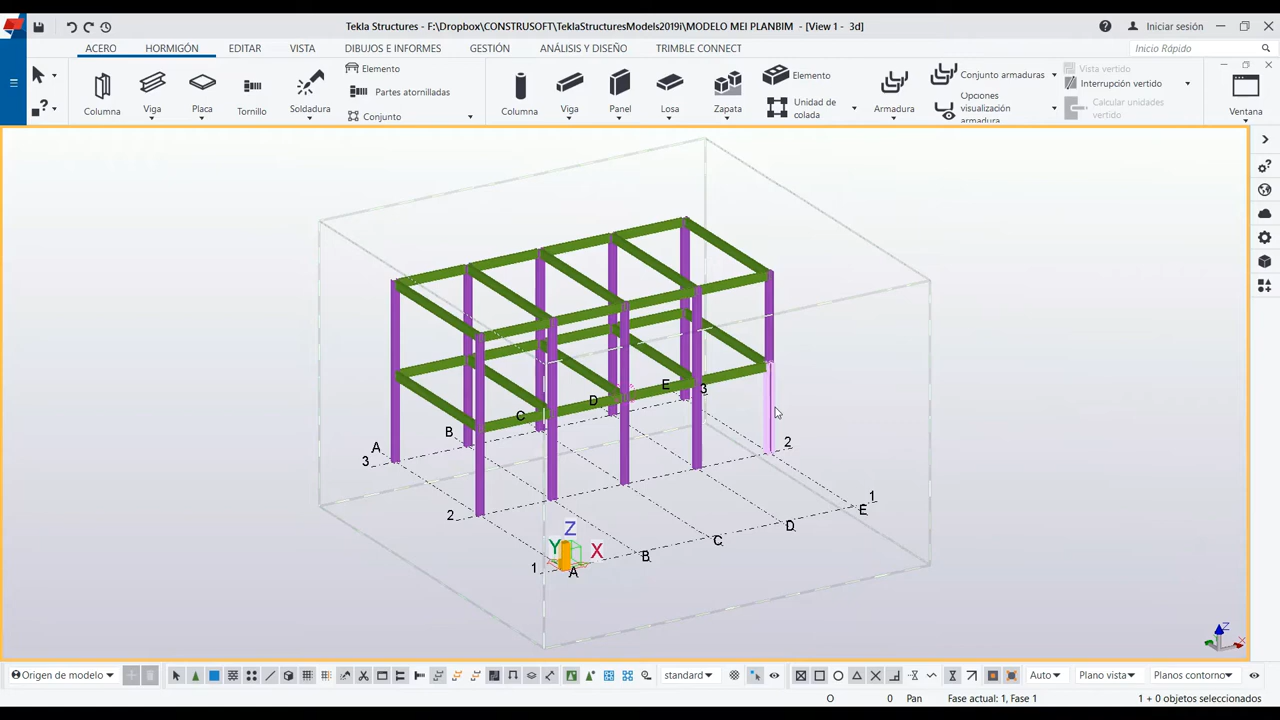 Tekla Structures - F:\Dropbox\CONSTRUSOFT\TeklaStructuresModels2019i\MODELO MEI PLANBIM - [View 1 - 3d]
Iniciar sesión
ACERO HORMIGÓN EDITAR VISTA DIBUJOS E INFORMES GESTIÓN ANÁLISIS Y DISEÑO TRIMBLE CONNECT
Inicio Rápido
Columna Viga Placa Tornillo Soldadura
Elemento
Partes atornilladas
Conjunto
Columna Viga Panel Losa Zapata
Elemento
Unidad de colada
Armadura
Conjunto armaduras
Opciones visualización armadura
Vista vertido
Interrupción vertido
Calcular unidades vertido
Ventana
E 3
D
C
B
A
3
2
2
1
E
D
C
B
1 A
Z
Y X
Z
X
Origen de modelo
standard
Auto
Plano vista
Planos contorno
O 0 Pan Fase actual: 1, Fase 1 1 + 0 objetos seleccionados